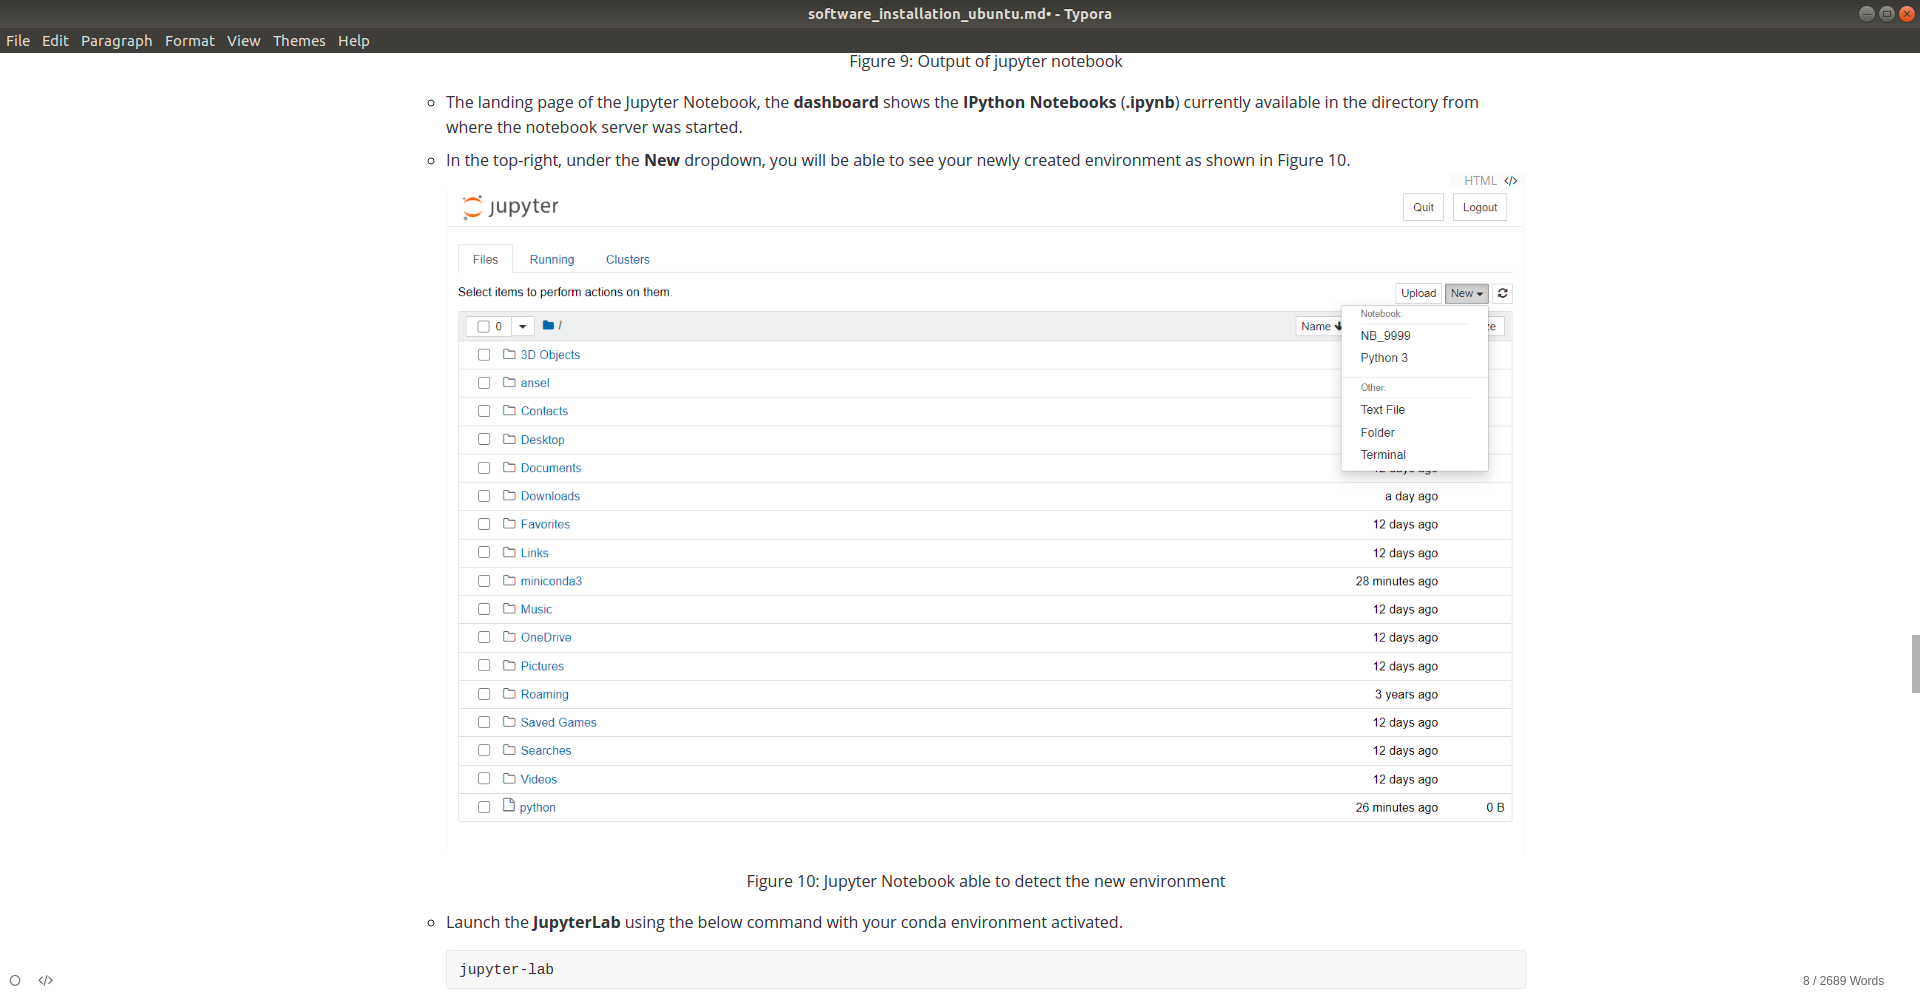 software_installation_ubuntu.md• - Typora
File Edit Paragraph Format View Themes Help
Figure 9: Output of jupyter notebook
The landing page of the Jupyter Notebook, the dashboard shows the IPython Notebooks (.ipynb) currently available in the directory from
where the notebook server was started.
In the top-right, under the New dropdown, you will be able to see your newly created environment as shown in Figure 10.
HTML </>
jupyter
Quit Logout
Files Running Clusters
Select items to perform actions on them.
Upload New
0 / Name
Notebook:
NB_9999
Python 3
Other:
Text File
Folder
Terminal
3D Objects
ansel
Contacts
Desktop
Documents 12 days ago
Downloads a day ago
Favorites 12 days ago
Links 12 days ago
miniconda3 28 minutes ago
Music 12 days ago
OneDrive 12 days ago
Pictures 12 days ago
Roaming 3 years ago
Saved Games 12 days ago
Searches 12 days ago
Videos 12 days ago
python 26 minutes ago 0 B
Figure 10: Jupyter Notebook able to detect the new environment
Launch the JupyterLab using the below command with your conda environment activated.
jupyter-lab
</> 8 / 2689 Words